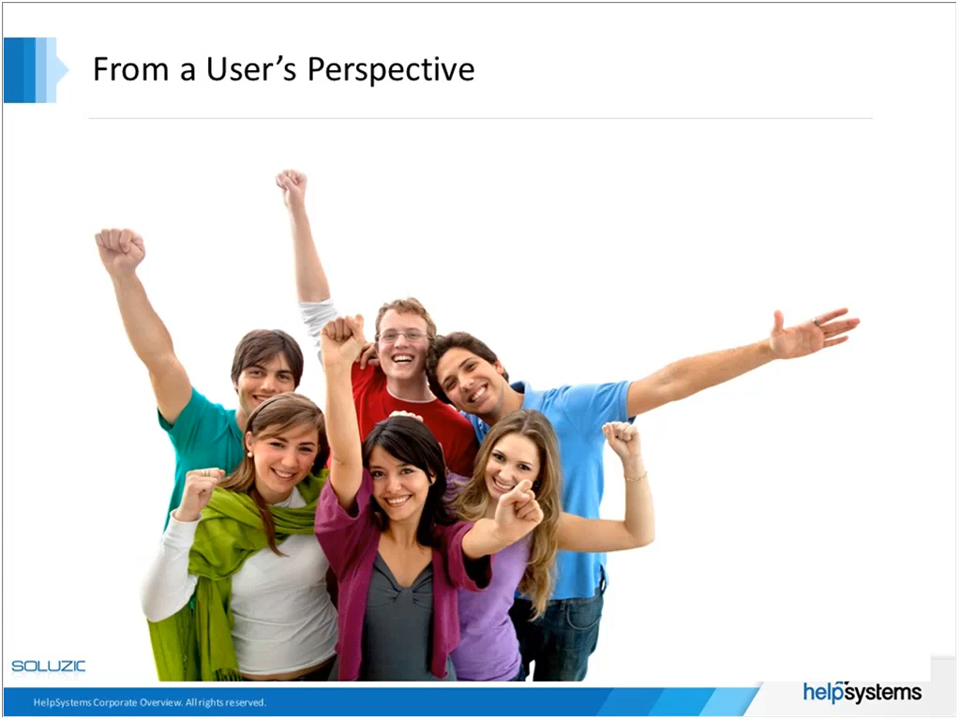 From a User’s Perspective
SOLUZIC
HelpSystems Corporate Overview. All rights reserved.
helpsystems